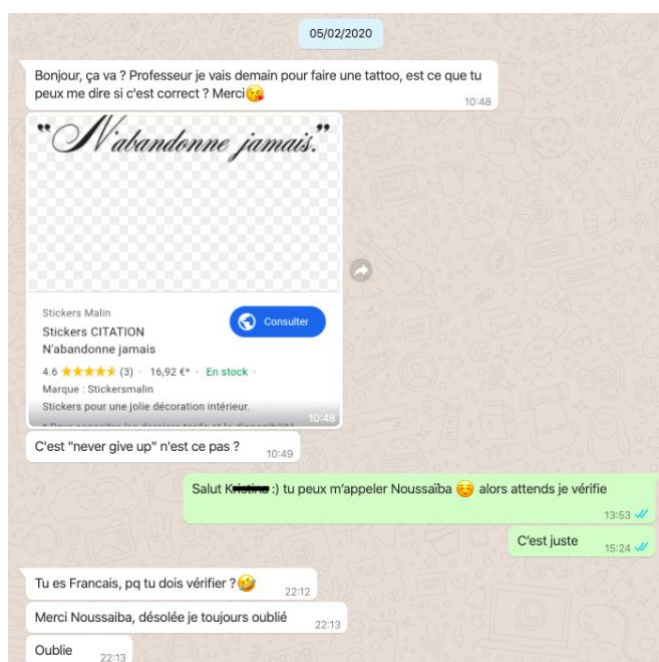 05/02/2020
Bonjour, ça va ? Professeur je vais demain pour faire une tattoo, est ce que tu
peux me dire si c'est correct ? Merci😘
10:48
“N'abandonne jamais.”
Stickers Malin
Stickers CITATION
N'abandonne jamais
Consulter
4.6 ★★★★★ (3) · 16,92 €* · En stock ·
Marque : Stickersmalin
Stickers pour une jolie décoration intérieur.
10:48
C'est "never give up" n'est ce pas ?
10:49
Salut :) tu peux m'appeler Noussaïba ☺️ alors attends je vérifie
13:53
C'est juste
15:24
Tu es Francais, pq tu dois vérifier ?🤣
22:12
Merci Noussaiba, désolée je toujours oublié
22:13
Oublie
22:13